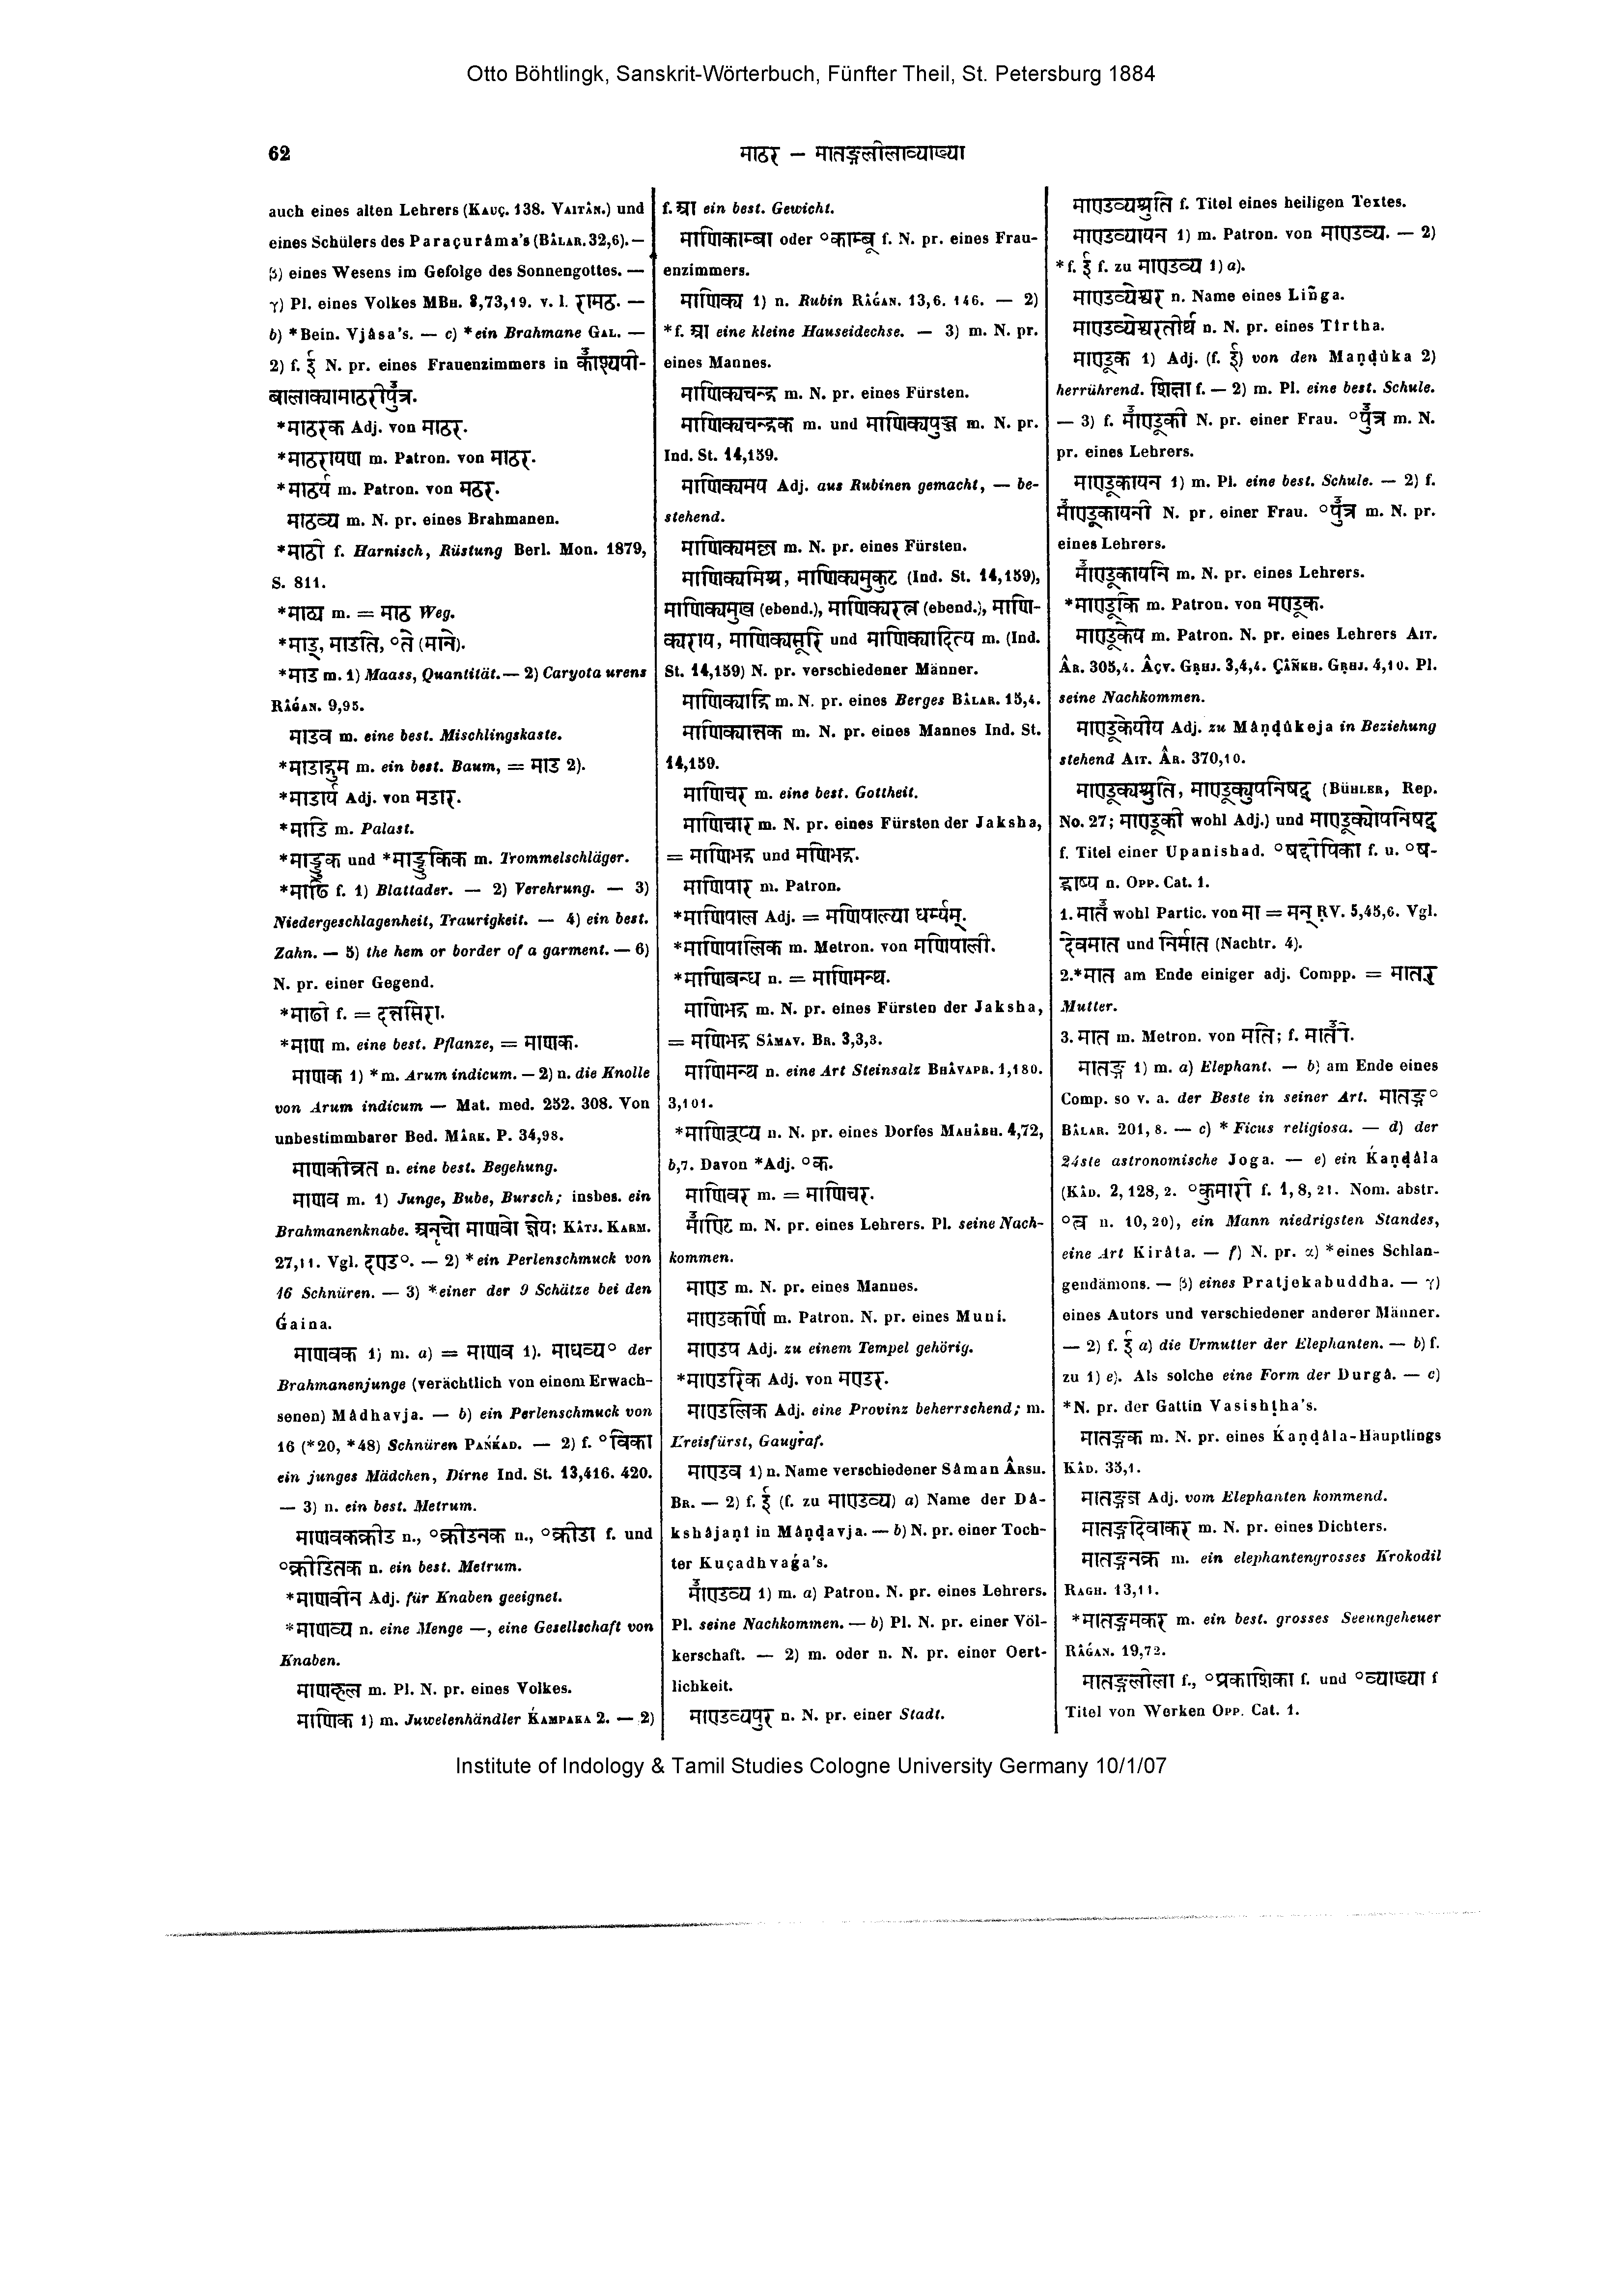 Otto Böhtlingk, Sanskrit-Wörterbuch, Fünfter Theil, St. Petersburg 1884
62
माठर — मातङ्गलीलाव्याख्या
auch eines alten Lehrers (Kauç. 138. Vaitân.) und
eines Schülers des Paraçurâma's (Bâlar. 32,6). —
β) eines Wesens im Gefolge des Sonnengottes. —
γ) Pl. eines Volkes MBh. 8,73,19. v. l. रामठ. —
b) *Bein. Vjâsa's. — c) *ein Brahmane Gal. —
2) f. ई N. pr. eines Frauenzimmers in काश्यपी-
बालाक्यामाठरीपुत्र.
*माठरक Adj. von माठर.
*माठरायण m. Patron. von माठर.
*माठर्य m. Patron. von मठर.
माठव्य m. N. pr. eines Brahmanen.
*माठी f. Harnisch, Rüstung Berl. Mon. 1879,
S. 811.
*माठ्य m. = माठ Weg.
*माड्, माडति, °ते (माने).
*माड m. 1) Maass, Quantität. — 2) Caryota urens
Râǵan. 9,95.
माडव m. eine best. Mischlingskaste.
*माडाद्रुम m. ein best. Baum, = माड 2).
*माडार्य Adj. von मडार.
*माडि m. Palast.
*माड्डुक und *माड्डुकिक m. Trommelschläger.
*माढि f. 1) Blattader. — 2) Verehrung. — 3)
Niedergeschlagenheit, Traurigkeit. — 4) ein best.
Zahn. — 5) the hem or border of a garment. — 6)
N. pr. einer Gegend.
*माढी f. = दन्तसिरा.
*माण m. eine best. Pflanze, = माणक.
माणक 1) *m. Arum indicum. — 2) n. die Knolle
von Arum indicum — Mat. med. 252. 308. Von
unbestimmbarer Bed. Mârk. P. 34,98.
माणकीव्रत n. eine best. Begehung.
माणव m. 1) Junge, Bube, Bursch; insbes. ein
Brahmanenknabe. अनृचो माणवो ज्ञेयः Kâtj. Karm.
27,11. Vgl. दण्ड°. — 2) *ein Perlenschmuck von
16 Schnüren. — 3) *einer der 9 Schätze bei den
Ǵaina.
माणवक 1) m. a) = माणव 1). माधव्य° der
Brahmanenjunge (verächtlich von einem Erwach-
senen) Mâdhavja. — b) ein Perlenschmuck von
16 (*20, *48) Schnüren Pańḱad. — 2) f. °विका
ein junges Mädchen, Dirne Ind. St. 13,416. 420.
— 3) n. ein best. Metrum.
माणवकक्रीड n., °क्रीडनक n., °क्रीडा f. und
°क्रीडितक n. ein best. Metrum.
*माणवीन Adj. für Knaben geeignet.
*माणव्य n. eine Menge —, eine Gesellschaft von
Knaben.
माणहल m. Pl. N. pr. eines Volkes.
माणिक 1) m. Juwelenhändler Ḱampaka 2. — 2)
f. आ ein best. Gewicht.
माणिकाम्बा oder °काम्बू f. N. pr. eines Frau-
enzimmers.
माणिक्य 1) n. Rubin Râǵan. 13,6. 146. — 2)
*f. आ eine kleine Hauseidechse. — 3) m. N. pr.
eines Mannes.
माणिक्यचन्द्र m. N. pr. eines Fürsten.
माणिक्यचन्द्रक m. und माणिक्यपुञ्ज m. N. pr.
Ind. St. 14,159.
माणिक्यमय Adj. aus Rubinen gemacht, — be-
stehend.
माणिक्यमल्ल m. N. pr. eines Fürsten.
माणिक्यमिश्र, माणिक्यमुकुट (Ind. St. 14,159),
माणिक्यमुख (ebend.), माणिक्यरत्न (ebend.), माणि-
क्यराय, माणिक्यसूरि und माणिक्यादित्य m. (Ind.
St. 14,159) N. pr. verschiedener Männer.
माणिक्याद्रि m. N. pr. eines Berges Bâlar. 15,4.
माणिक्यान्तक m. N. pr. eines Mannes Ind. St.
14,159.
माणिचर m. eine best. Gottheit.
माणिचार m. N. pr. eines Fürsten der Jaksha,
= माणिभद्र und मणिभद्र.
माणिपार m. Patron.
*माणिपाल Adj. = मणिपाल्या धर्म्यम्.
*माणिपालिक m. Metron. von मणिपाली.
*माणिबन्ध n. = माणिमन्थ.
माणिभद्र m. N. pr. eines Fürsten der Jaksha,
= मणिभद्र Sâmav. Br. 3,3,3.
माणिमन्थ n. eine Art Steinsalz Bhâvapr. 1,180.
3,101.
*माणिरूप्य n. N. pr. eines Dorfes Mahâbh. 4,72,
b,7. Davon *Adj. °क.
माणिवर m. = माणिचर.
माण्टि m. N. pr. eines Lehrers. Pl. seine Nach-
kommen.
माण्ड m. N. pr. eines Mannes.
माण्डकर्णि m. Patron. N. pr. eines Muni.
माण्डप Adj. zu einem Tempel gehörig.
*माण्डरिक Adj. von मण्डर.
माण्डलिक Adj. eine Provinz beherrschend; m.
Kreisfürst, Gaugraf.
माण्डव 1) n. Name verschiedener Sâman Ârsh.
Br. — 2) f. ई (f. zu माण्डव्य) a) Name der Dâ-
kshâjaṇî in Mâṇḍavja. — b) N. pr. einer Toch-
ter Kuçadhvaǵa's.
माण्डव्य 1) m. a) Patron. N. pr. eines Lehrers.
Pl. seine Nachkommen. — b) Pl. N. pr. einer Völ-
kerschaft. — 2) m. oder n. N. pr. einer Oert-
lichkeit.
माण्डव्यपुर n. N. pr. einer Stadt.
माण्डव्यश्रुति f. Titel eines heiligen Textes.
माण्डव्यायन 1) m. Patron. von माण्डव्य. — 2)
*f. ई f. zu माण्डव्य 1) a).
माण्डव्येश्वर n. Name eines Liñga.
माण्डव्येश्वरतीर्थ n. N. pr. eines Tîrtha.
माण्डूक 1) Adj. (f. ई) von den Maṇḍûka 2)
herrührend. शिक्षा f. — 2) m. Pl. eine best. Schule.
— 3) f. माण्डूकी N. pr. einer Frau. °पुत्र m. N.
pr. eines Lehrers.
माण्डूकायन 1) m. Pl. eine best. Schule. — 2) f.
माण्डूकायनी N. pr. einer Frau. °पुत्र m. N. pr.
eines Lehrers.
माण्डूकायनि m. N. pr. eines Lehrers.
*माण्डूकि m. Patron. von मण्डूक.
माण्डूकेय m. Patron. N. pr. eines Lehrers Ait.
Âr. 305,4. Âçv. Gṛhj. 3,4,4. Çâñkh. Gṛhj. 4,10. Pl.
seine Nachkommen.
माण्डूकेयीय Adj. zu Mâṇḍûkeja in Beziehung
stehend Ait. Âr. 370,10.
माण्डूक्यश्रुति, माण्डूक्युपनिषद् (Bühler, Rep.
No. 27; माण्डूकी wohl Adj.) und माण्डूक्योपनिषद्
f. Titel einer Upanishad. °षद्दीपिका f. u. °ष-
द्भाष्य n. Opp. Cat. 1.
1. मात wohl Partic. von मा = मन् RV. 5,45,6. Vgl.
देवमात und निर्मात (Nachtr. 4).
2.*मात am Ende einiger adj. Compp. = मातर्
Mutter.
3. मात m. Metron. von मति; f. माती.
मातङ्ग 1) m. a) Elephant. — b) am Ende eines
Comp. so v. a. der Beste in seiner Art. मातङ्ग°
Bâlar. 201,8. — c) *Ficus religiosa. — d) der
24ste astronomische Joga. — e) ein Ḱaṇḍâla
(Kâd. 2,128,2. °कुमारी f. 1,8,21. Nom. abstr.
°त्व n. 10,20), ein Mann niedrigsten Standes,
eine Art Kirâta. — f) N. pr. α) *eines Schlan-
gendämons. — β) eines Pratjekabuddha. — γ)
eines Autors und verschiedener anderer Männer.
— 2) f. ई a) die Urmutter der Elephanten. — b) f.
zu 1) e). Als solche eine Form der Durgâ. — c)
*N. pr. der Gattin Vasishṭha's.
मातङ्गक m. N. pr. eines Ḱaṇḍâla-Häuptlings
Kâd. 35,1.
मातङ्गज Adj. vom Elephanten kommend.
मातङ्गदिवाकर m. N. pr. eines Dichters.
मातङ्गनक्र m. ein elephantengrosses Krokodil
Ragh. 13,11.
*मातङ्गमकर m. ein best. grosses Seeungeheuer
Râǵan. 19,72.
मातङ्गलीला f., °प्रकाशिका f. und °व्याख्या f
Titel von Werken Opp. Cat. 1.
Institute of Indology & Tamil Studies Cologne University Germany 10/1/07